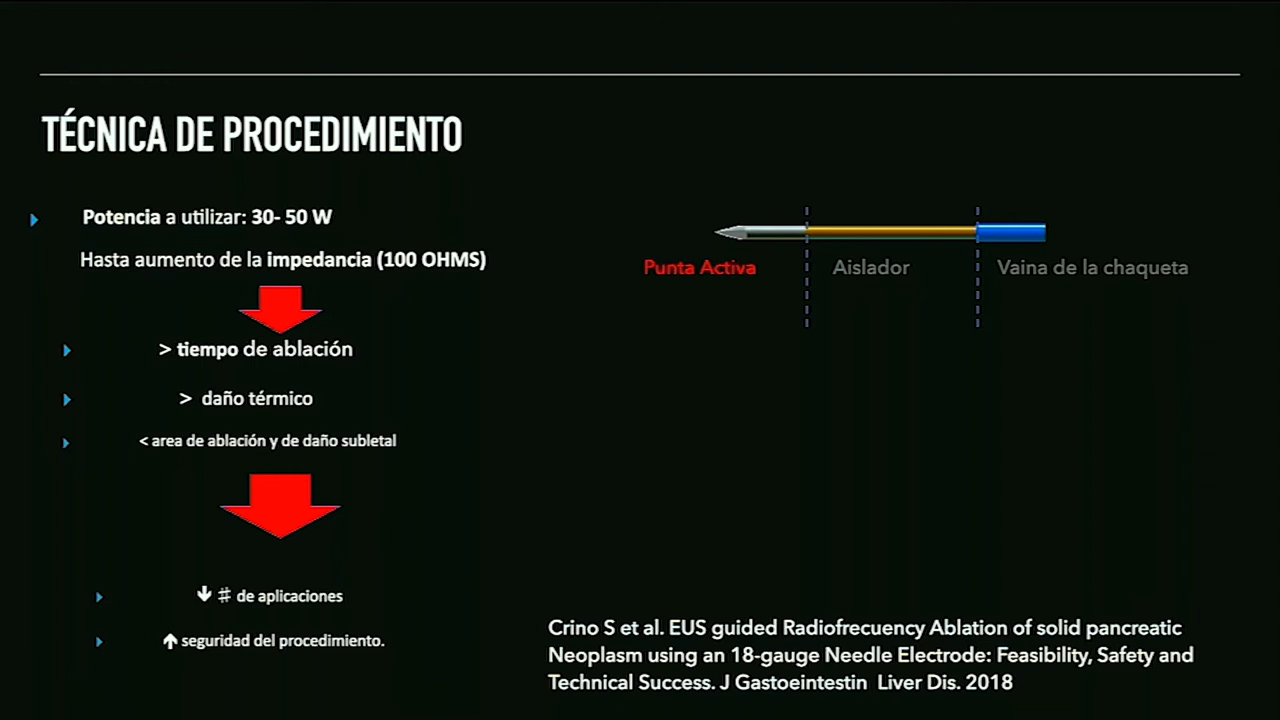 TÉCNICA DE PROCEDIMIENTO
Potencia a utilizar: 30- 50 W
Hasta aumento de la impedancia (100 OHMS)
> tiempo de ablación
> daño térmico
< area de ablación y de daño subletal
↓ # de aplicaciones
↑ seguridad del procedimiento.
Punta Activa
Aislador
Vaina de la chaqueta
Crino S et al. EUS guided Radiofrecuency Ablation of solid pancreatic
Neoplasm using an 18-gauge Needle Electrode: Feasibility, Safety and
Technical Success. J Gastoeintestin Liver Dis. 2018